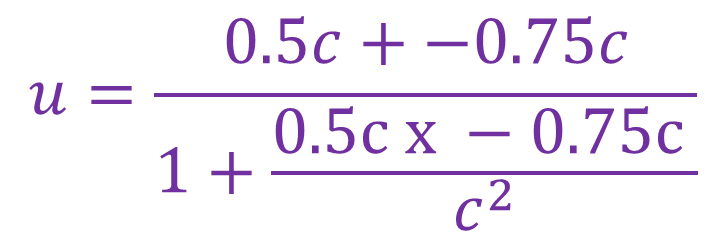 0.5c + −0.75c
u =
0.5c x − 0.75c
1 +
c²